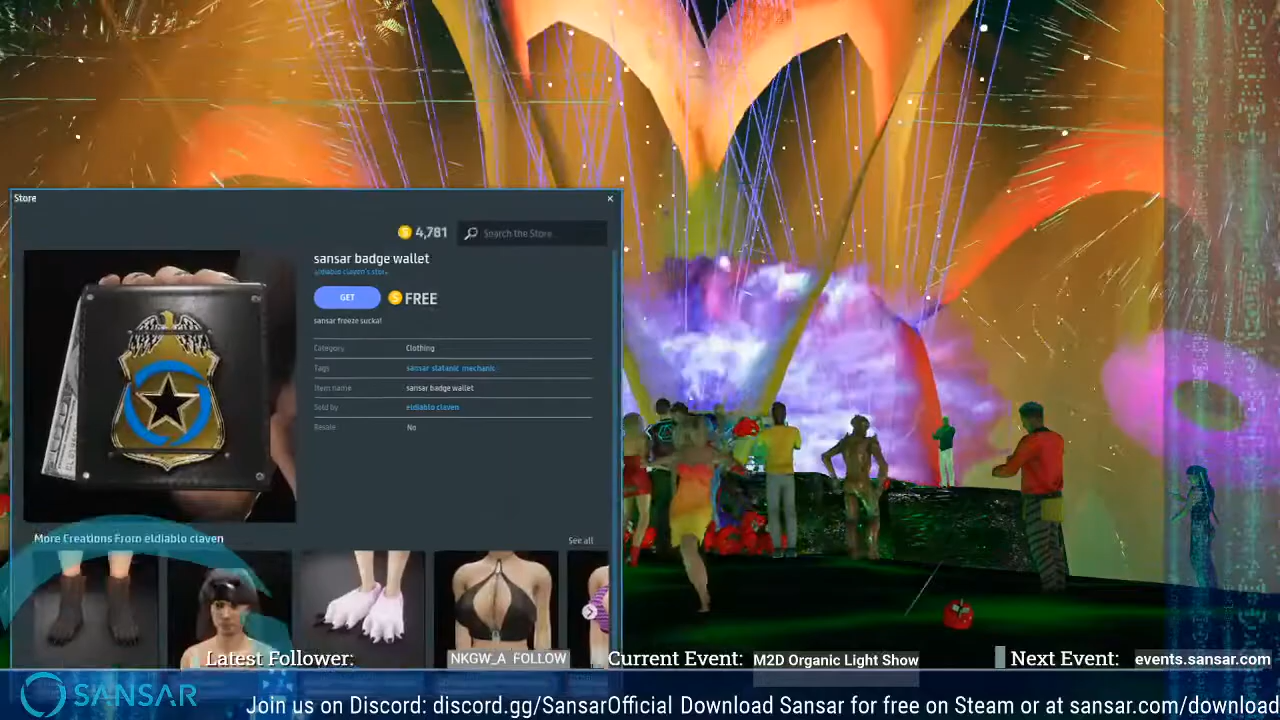 Store
4,781
Search the Store...
sansar badge wallet
GET
FREE
sansar freeze sucka!
Category Clothing
Tags sansar statanic mechanic
Item name sansar badge wallet
Sold by eldiablo claven
Resale No
More Creations From eldiablo claven
See all
Latest Follower: NKGW_A FOLLOW Current Event: M2D Organic Light Show Next Event: events.sansar.com
SANSAR
Join us on Discord: discord.gg/SansarOfficial Download Sansar for free on Steam or at sansar.com/download